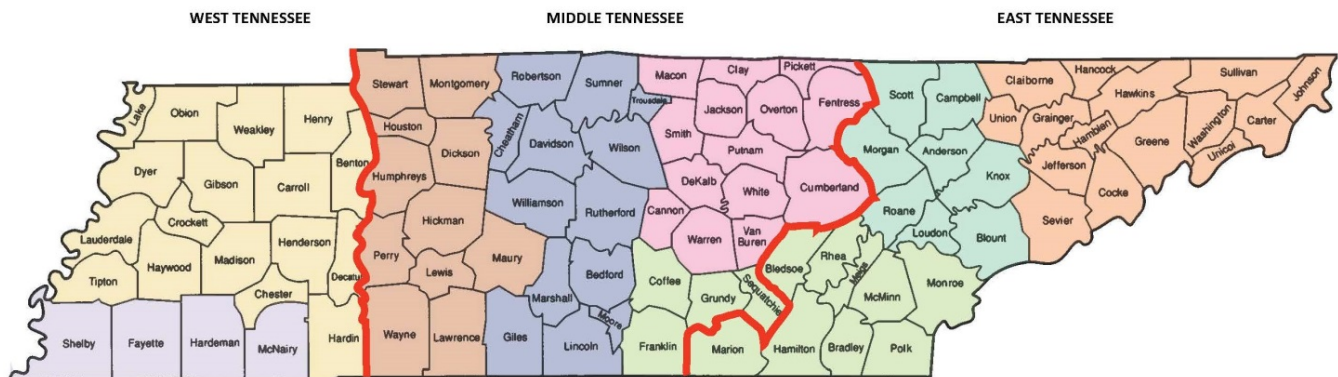 WEST TENNESSEE
MIDDLE TENNESSEE
EAST TENNESSEE
Lake
Obion
Weakley
Henry
Dyer
Gibson
Carroll
Benton
Crockett
Lauderdale
Haywood
Madison
Henderson
Decatu
Tipton
Chester
Shelby
Fayette
Hardeman
McNairy
Hardin
Stewart
Montgomery
Houston
Humphreys
Dickson
Hickman
Perry
Lewis
Maury
Wayne
Lawrence
Robertson
Sumner
Trousdale
Cheatham
Davidson
Wilson
Williamson
Rutherford
Bedford
Marshall
Moore
Giles
Lincoln
Macon
Clay
Pickett
Jackson
Overton
Fentress
Smith
Putnam
DeKalb
White
Cumberland
Cannon
Warren
Van
Buren
Coffee
Grundy
Sequatchie
Franklin
Marion
Bledsoe
Rhea
Meigs
McMinn
Monroe
Hamilton
Bradley
Polk
Scott
Campbell
Morgan
Anderson
Knox
Roane
Loudon
Blount
Claiborne
Hancock
Hawkins
Sullivan
Johnson
Union
Grainger
Hamblen
Greene
Washington
Carter
Unicoi
Jefferson
Cocke
Sevier